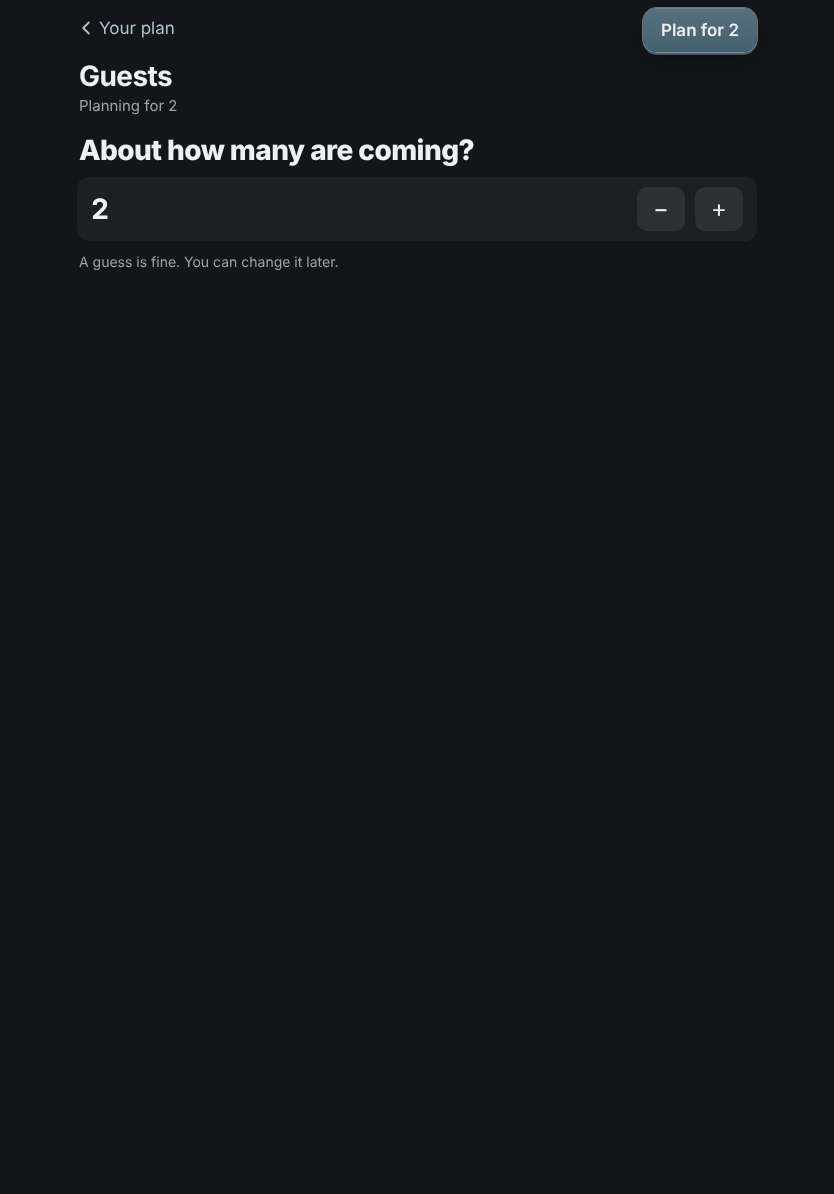 Your plan
Plan for 2
Guests
Planning for 2
About how many are coming?
2
− +
A guess is fine. You can change it later.